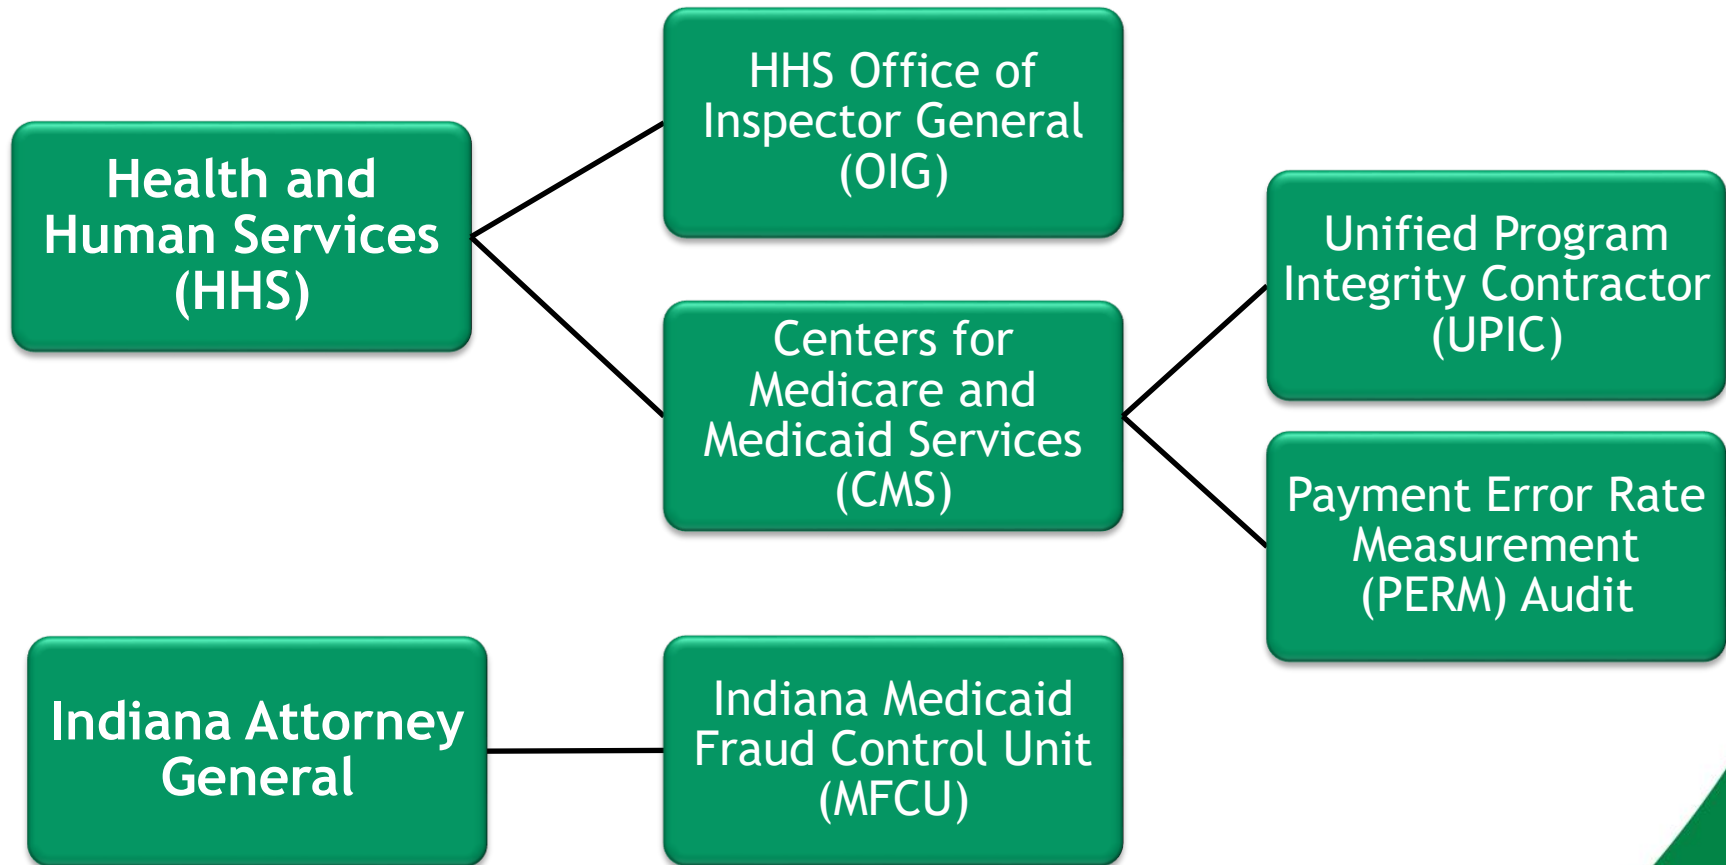 Health and
Human Services
(HHS)
HHS Office of
Inspector General
(OIG)
Centers for
Medicare and
Medicaid Services
(CMS)
Unified Program
Integrity Contractor
(UPIC)
Payment Error Rate
Measurement
(PERM) Audit
Indiana Attorney
General
Indiana Medicaid
Fraud Control Unit
(MFCU)